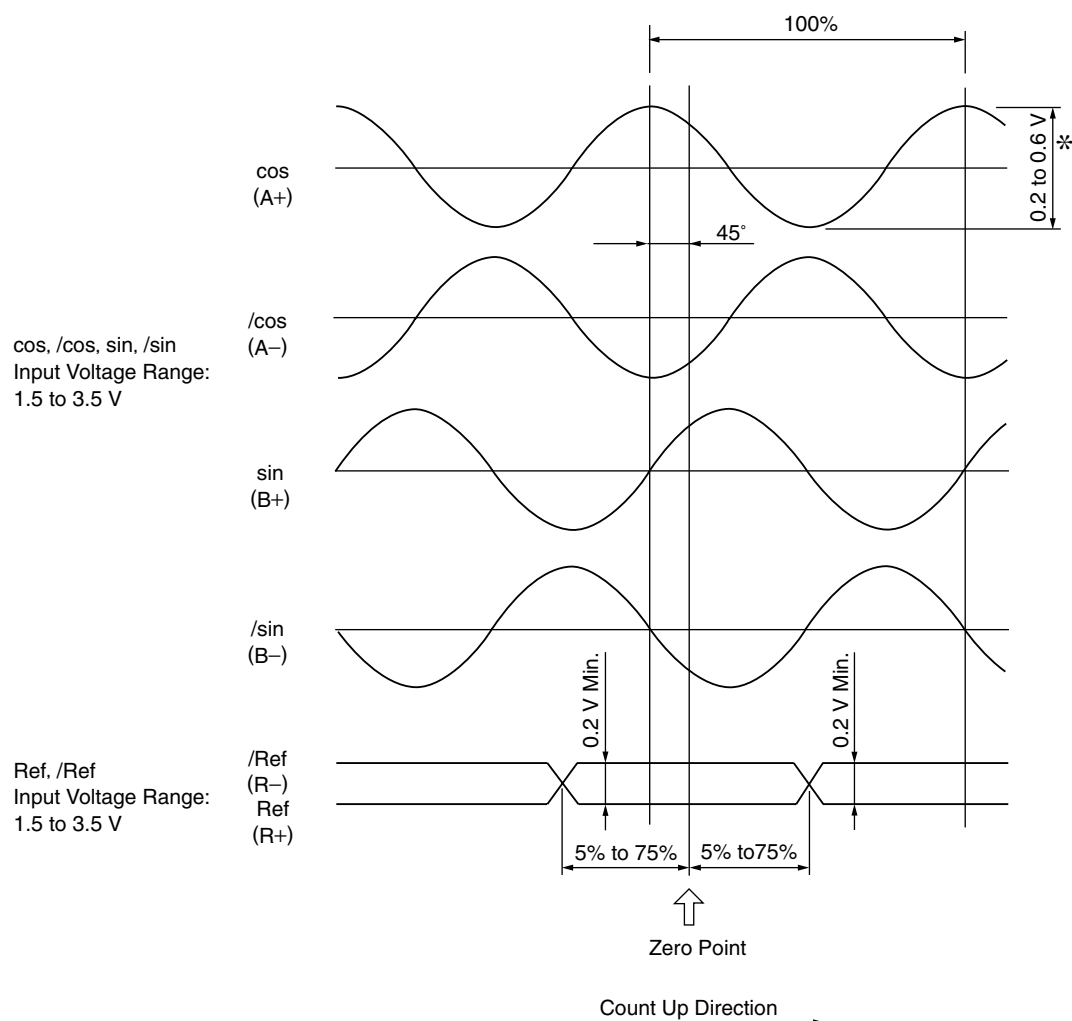 100%
cos
(A+)
0.2 to 0.6 V
*
45°
/cos
(A−)
cos, /cos, sin, /sin
Input Voltage Range:
1.5 to 3.5 V
sin
(B+)
/sin
(B−)
0.2 V Min.
0.2 V Min.
/Ref
(R−)
Ref
(R+)
Ref, /Ref
Input Voltage Range:
1.5 to 3.5 V
5% to 75%
5% to75%
Zero Point
Count Up Direction